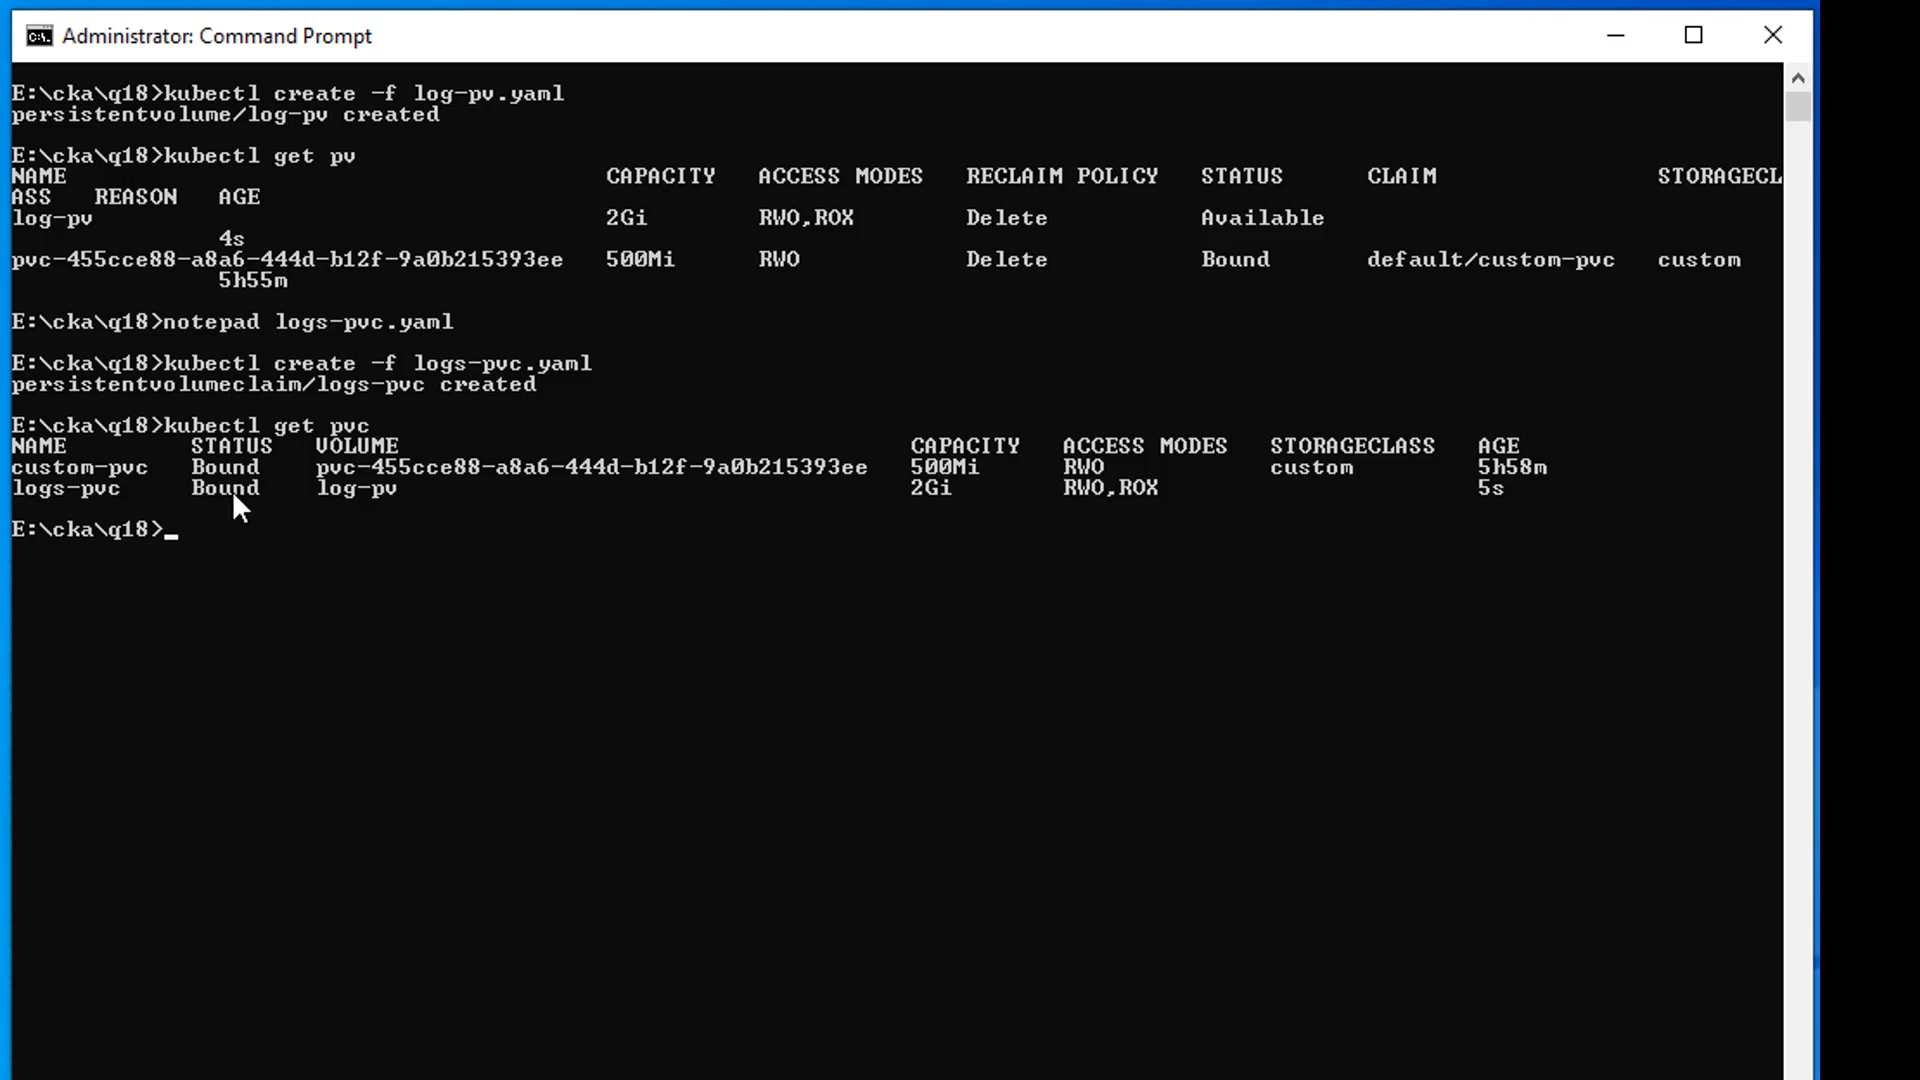 Administrator: Command Prompt
E:\cka\q18>kubectl create -f log-pv.yaml
persistentvolume/log-pv created
E:\cka\q18>kubectl get pv
NAME CAPACITY ACCESS MODES RECLAIM POLICY STATUS CLAIM STORAGECL
ASS REASON AGE
log-pv 2Gi RWO,ROX Delete Available
4s
pvc-455cce88-a8a6-444d-b12f-9a0b215393ee 500Mi RWO Delete Bound default/custom-pvc custom
5h55m
E:\cka\q18>notepad logs-pvc.yaml
E:\cka\q18>kubectl create -f logs-pvc.yaml
persistentvolumeclaim/logs-pvc created
E:\cka\q18>kubectl get pvc
NAME STATUS VOLUME CAPACITY ACCESS MODES STORAGECLASS AGE
custom-pvc Bound pvc-455cce88-a8a6-444d-b12f-9a0b215393ee 500Mi RWO custom 5h58m
logs-pvc Bound log-pv 2Gi RWO,ROX 5s
E:\cka\q18>